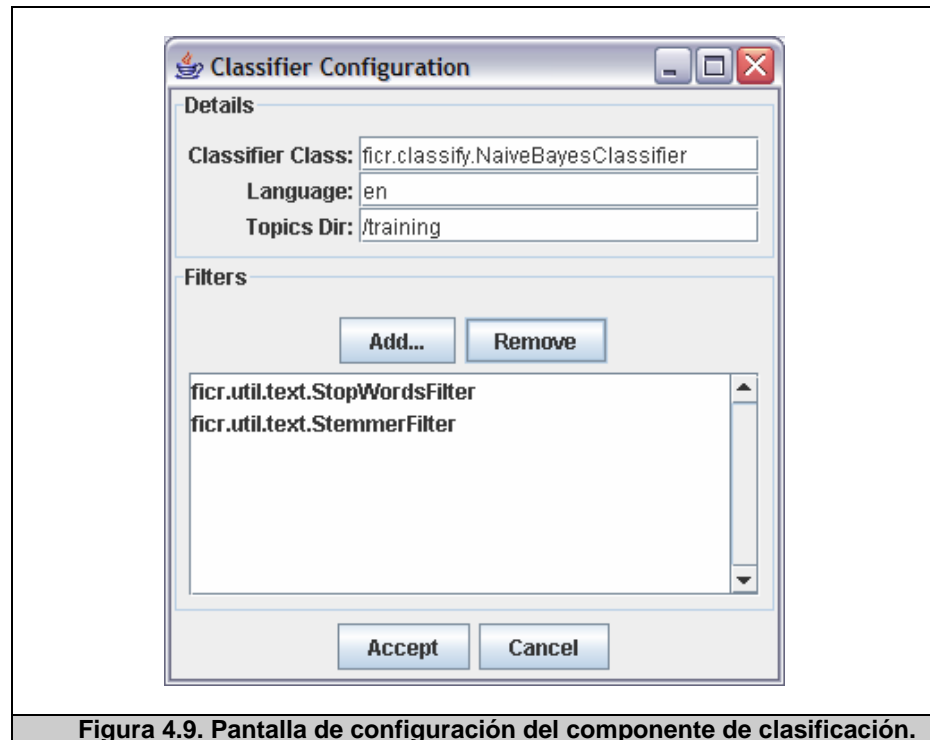 Classifier Configuration
Details
Classifier Class: ficr.classify.NaiveBayesClassifier
Language: en
Topics Dir: /training
Filters
Add... Remove
ficr.util.text.StopWordsFilter
ficr.util.text.StemmerFilter
Accept Cancel
Figura 4.9. Pantalla de configuración del componente de clasificación.